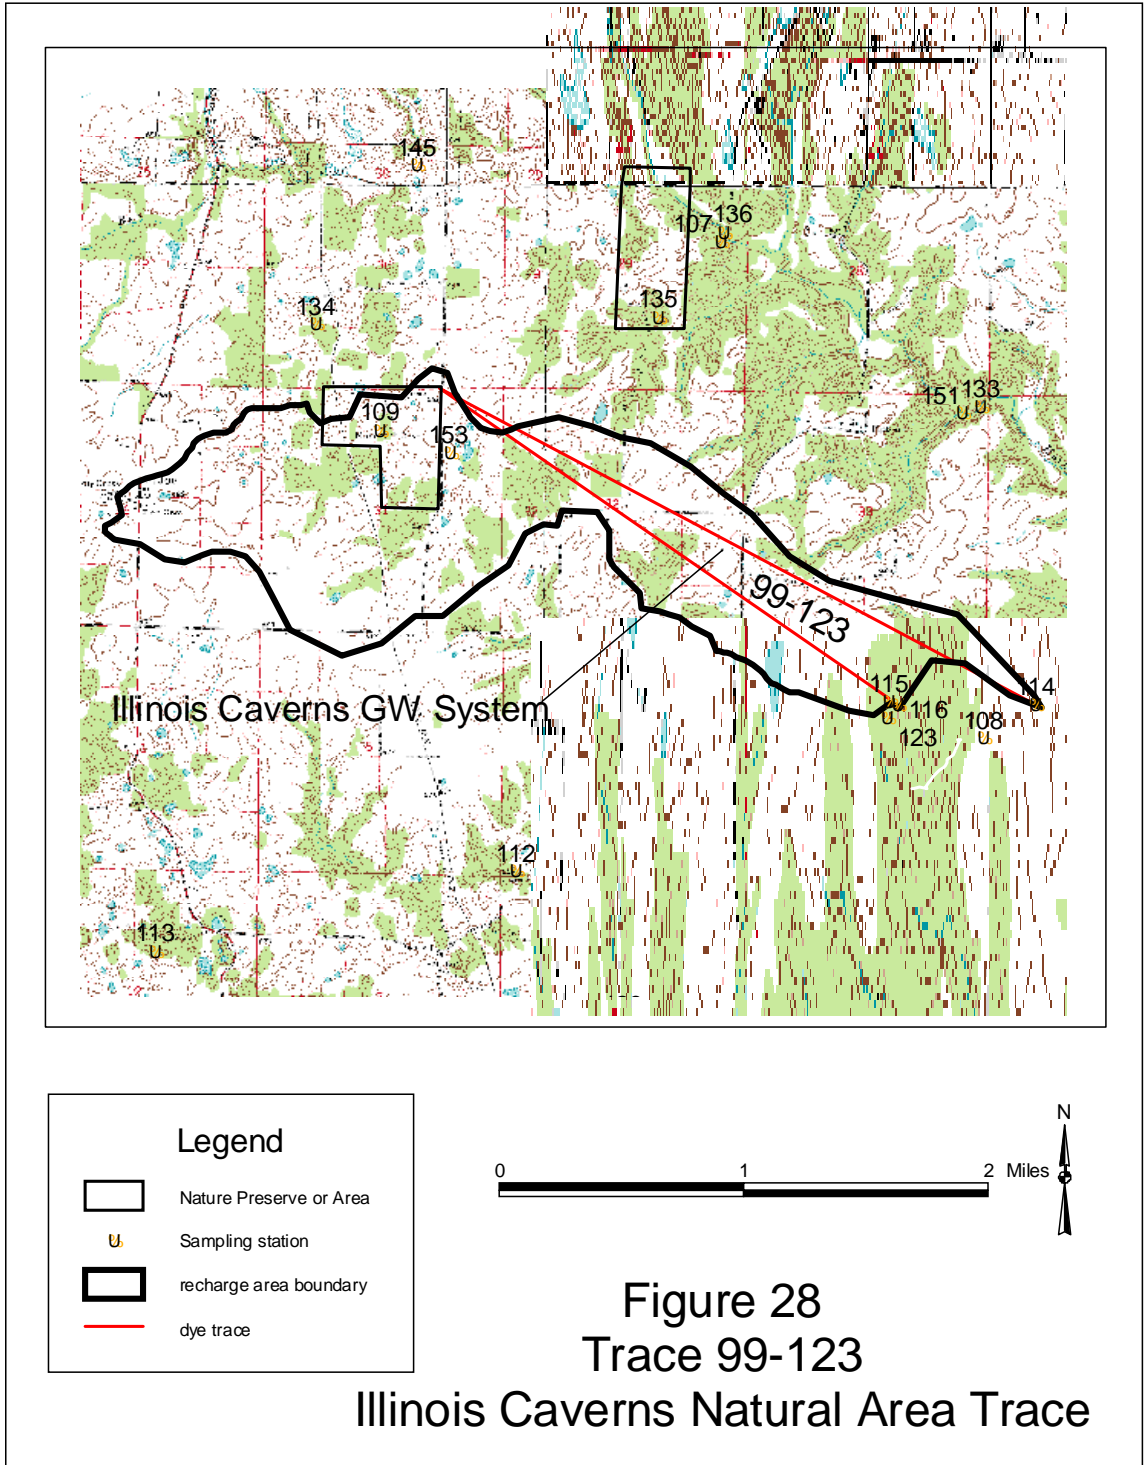 145
136
107
135
134
151 133
109
153
99-123
115
114
Illinois Caverns GW System
116
108
123
112
113
Legend
Nature Preserve or Area
U Sampling station
recharge area boundary
dye trace
0 1 2 Miles
N
Figure 28
Trace 99-123
Illinois Caverns Natural Area Trace